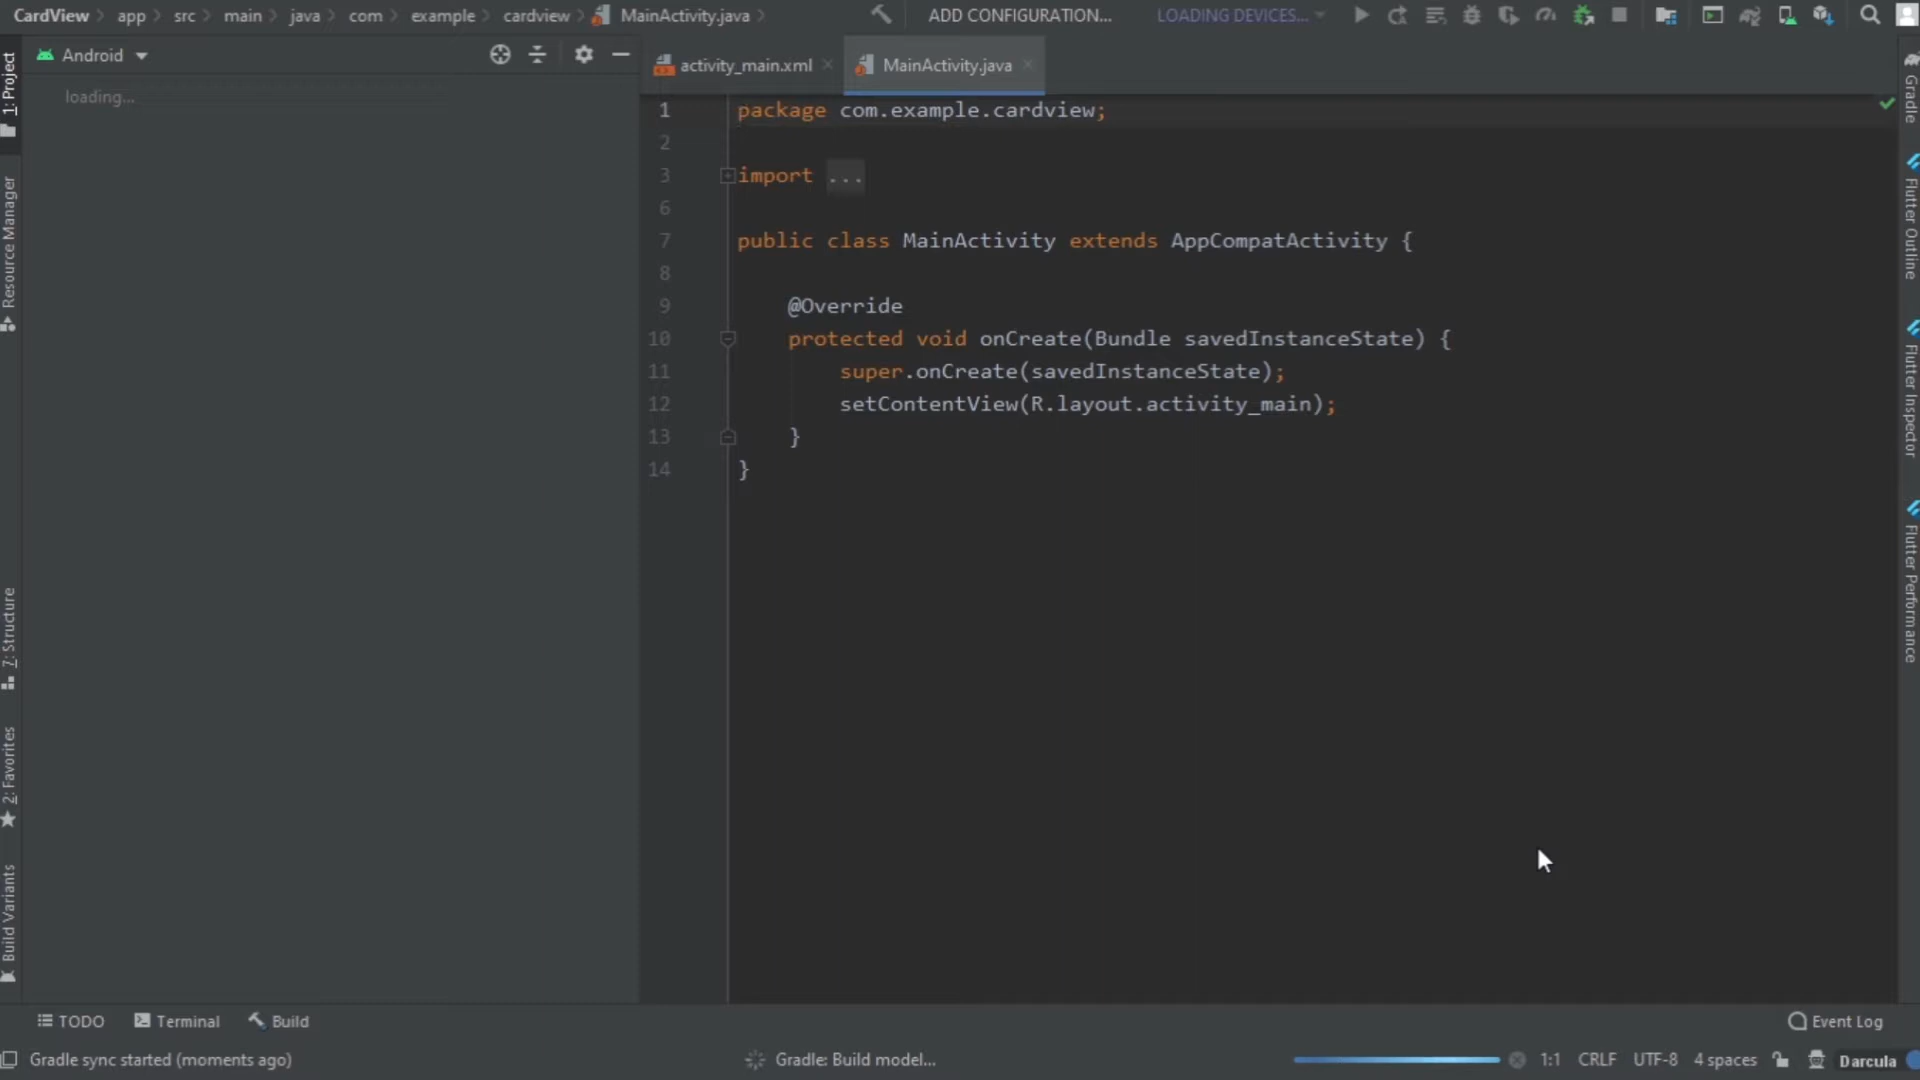 CardView app src main java com example cardview MainActivity.java ADD CONFIGURATION... LOADING DEVICES...
Android
loading...
1: Project
Resource Manager
7: Structure
2: Favorites
Build Variants
activity_main.xml
MainActivity.java
1 package com.example.cardview;
2
3 import ...
6
7 public class MainActivity extends AppCompatActivity {
8
9 @Override
10 protected void onCreate(Bundle savedInstanceState) {
11 super.onCreate(savedInstanceState);
12 setContentView(R.layout.activity_main);
13 }
14 }
Gradle
Flutter Outline
Flutter Inspector
Flutter Performance
TODO Terminal Build Event Log
Gradle sync started (moments ago) Gradle: Build model... 1:1 CRLF UTF-8 4 spaces Darcula